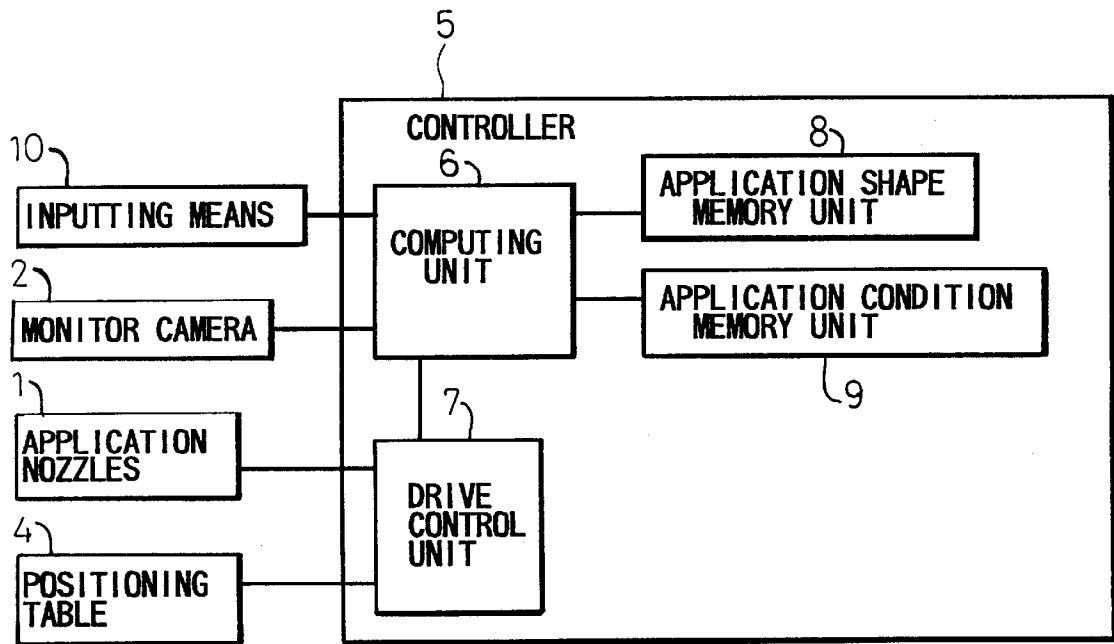 5
CONTROLLER
10
INPUTTING MEANS
6
COMPUTING
UNIT
8
APPLICATION SHAPE
MEMORY UNIT
2
MONITOR CAMERA
APPLICATION CONDITION
MEMORY UNIT
9
1
APPLICATION
NOZZLES
7
DRIVE
CONTROL
UNIT
4
POSITIONING
TABLE